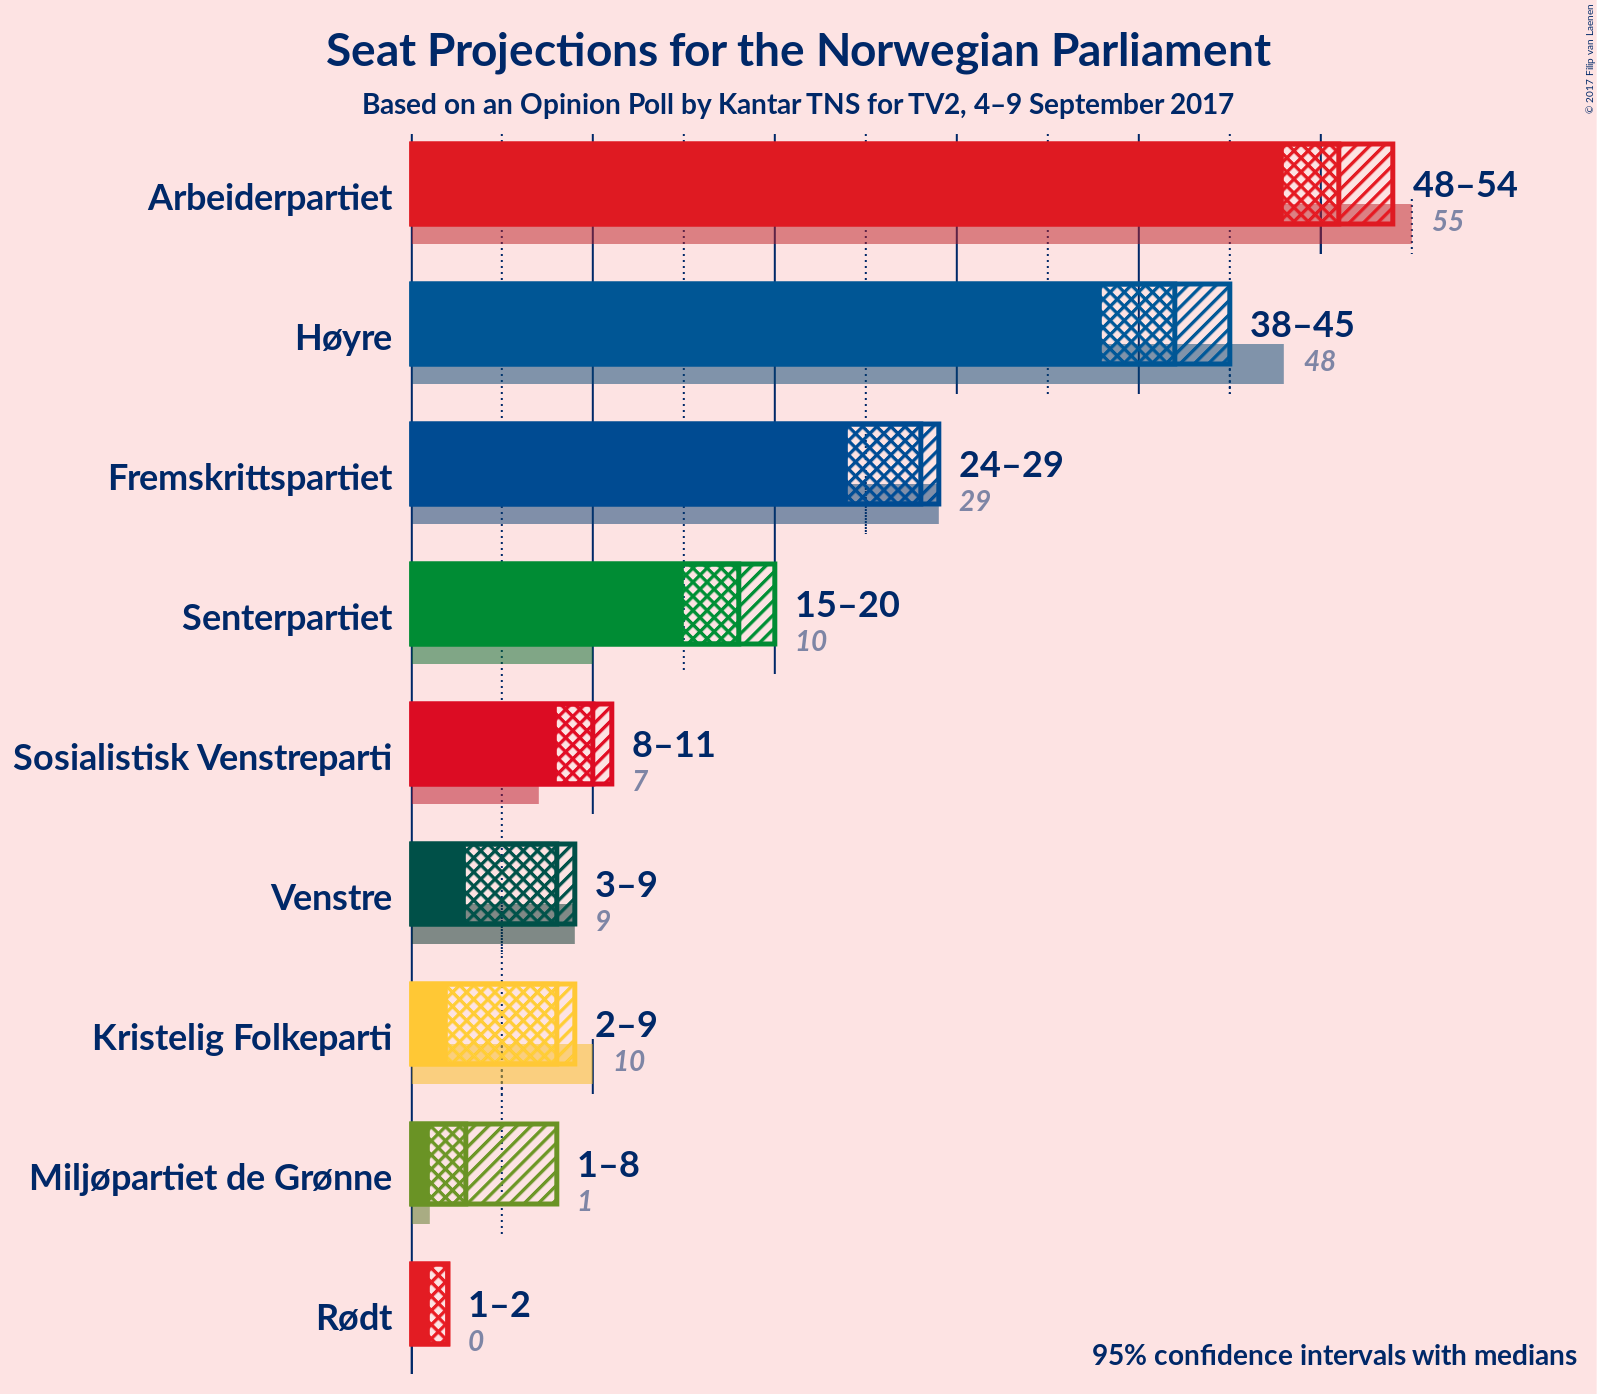 Seat Projections for the Norwegian Parliament
Based on an Opinion Poll by Kantar TNS for TV2, 4–9 September 2017
© 2017 Filip van Laenen
Arbeiderpartiet
48–54
55
Høyre
38–45
48
Fremskrittspartiet
24–29
29
Senterpartiet
15–20
10
Sosialistisk Venstreparti
8–11
7
Venstre
3–9
9
Kristelig Folkeparti
2–9
10
Miljøpartiet de Grønne
1–8
1
Rødt
1–2
0
95% confidence intervals with medians